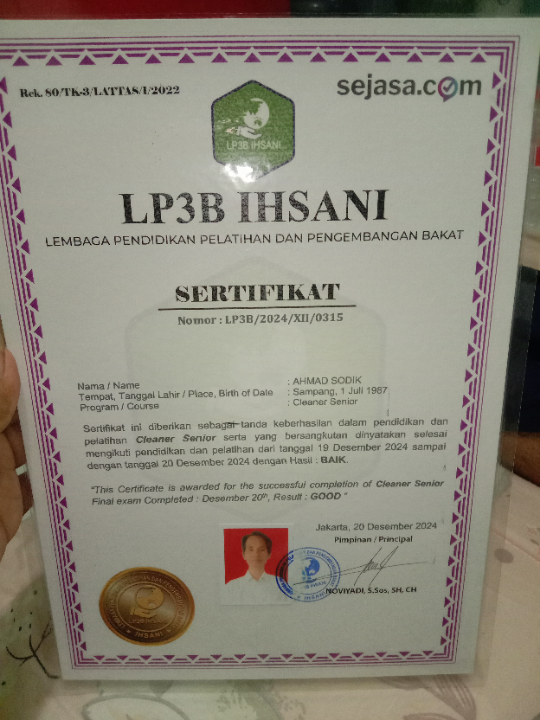 Rek. 80/TK-3/LATTAS/I/2022
sejasa.com
LP3B IHSANI
LP3B IHSANI
LEMBAGA PENDIDIKAN PELATIHAN DAN PENGEMBANGAN BAKAT
SERTIFIKAT
Nomor : LP3B/2024/XII/0315
Nama / Name : AHMAD SODIK
Tempat, Tanggal Lahir / Place, Birth of Date : Sampang, 1 Juli 1987
Program / Course : Cleaner Senior
Sertifikat ini diberikan sebagai tanda keberhasilan dalam pendidikan dan
pelatihan Cleaner Senior serta yang bersangkutan dinyatakan selesai
mengikuti pendidikan dan pelatihan dari tanggal 19 Desember 2024 sampai
dengan tanggal 20 Desember 2024 dengan Hasil : BAIK.
"This Certificate is awarded for the successful completion of Cleaner Senior
Final exam Completed : Desember 20th, Result : GOOD "
Jakarta, 20 Desember 2024
Pimpinan / Principal
NOVIYADI, S.Sos, SH, CH
LP3B IHSANI
IHSANI